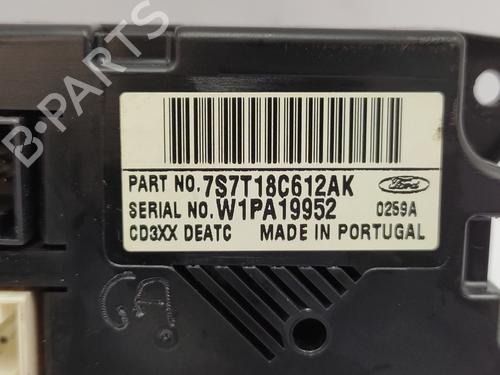 B-PARTS
PART NO. 7S7T18C612AK
Ford
SERIAL NO. W1PA19952
0259A
CD3XX DEATC MADE IN PORTUGAL